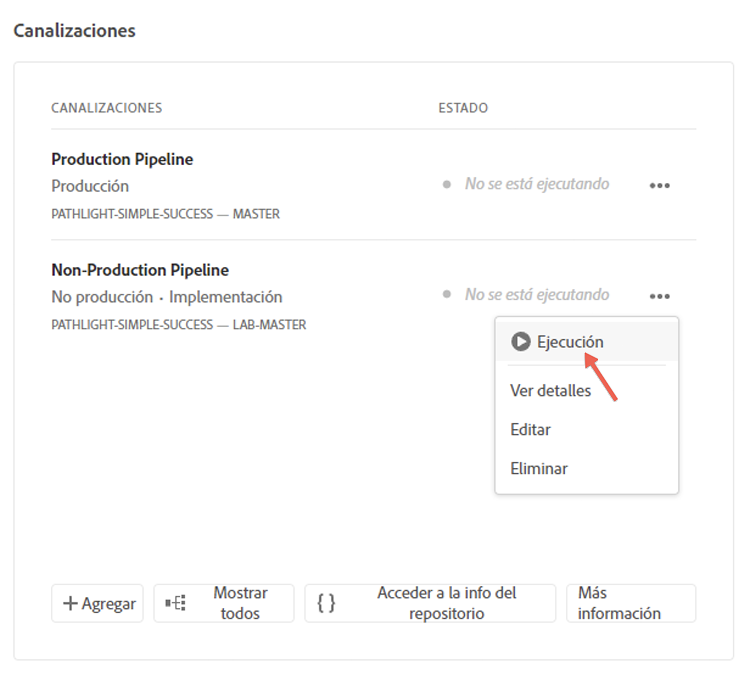 Canalizaciones
CANALIZACIONES ESTADO
Production Pipeline
Producción
No se está ejecutando
PATHLIGHT-SIMPLE-SUCCESS — MASTER
Non-Production Pipeline
No producción · Implementación
No se está ejecutando
PATHLIGHT-SIMPLE-SUCCESS — LAB-MASTER
Ejecución
Ver detalles
Editar
Eliminar
Agregar
Mostrar
todos
Acceder a la info del
repositorio
Más
información